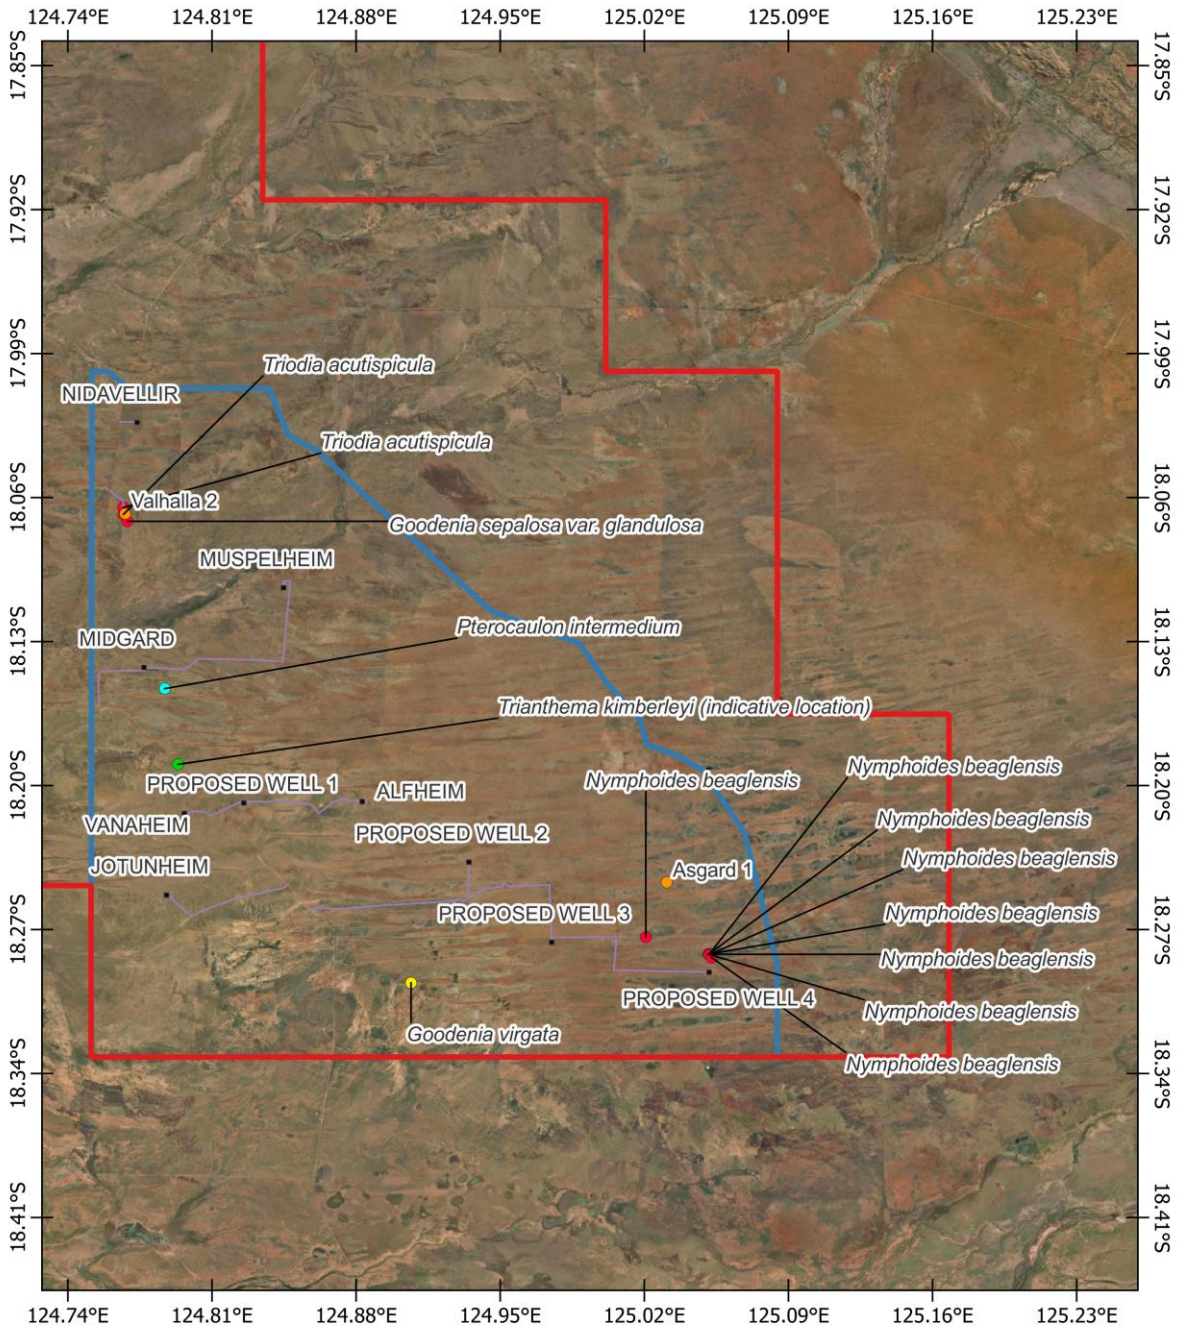 124.74°E 124.81°E 124.88°E 124.95°E 125.02°E 125.09°E 125.16°E 125.23°E
17.85°S 17.85°S
17.92°S 17.92°S
17.99°S 17.99°S
Triodia acutispicula
NIDAVELLIR
Triodia acutispicula
18.06°S 18.06°S
Valhalla 2
Goodenia sepalosa var. glandulosa
MUSPELHEIM
Pterocaulon intermedium
18.13°S 18.13°S
MIDGARD
Trianthema kimberleyi (indicative location)
Nymphoides beaglensis
18.20°S 18.20°S
PROPOSED WELL 1
Nymphoides beaglensis
ALFHEIM
Nymphoides beaglensis
VANAHEIM
PROPOSED WELL 2
Nymphoides beaglensis
JOTUNHEIM
Asgard 1
PROPOSED WELL 3
Nymphoides beaglensis
18.27°S 18.27°S
Nymphoides beaglensis
PROPOSED WELL 4
Nymphoides beaglensis
Goodenia virgata
Nymphoides beaglensis
18.34°S 18.34°S
18.41°S 18.41°S
124.74°E 124.81°E 124.88°E 124.95°E 125.02°E 125.09°E 125.16°E 125.23°E